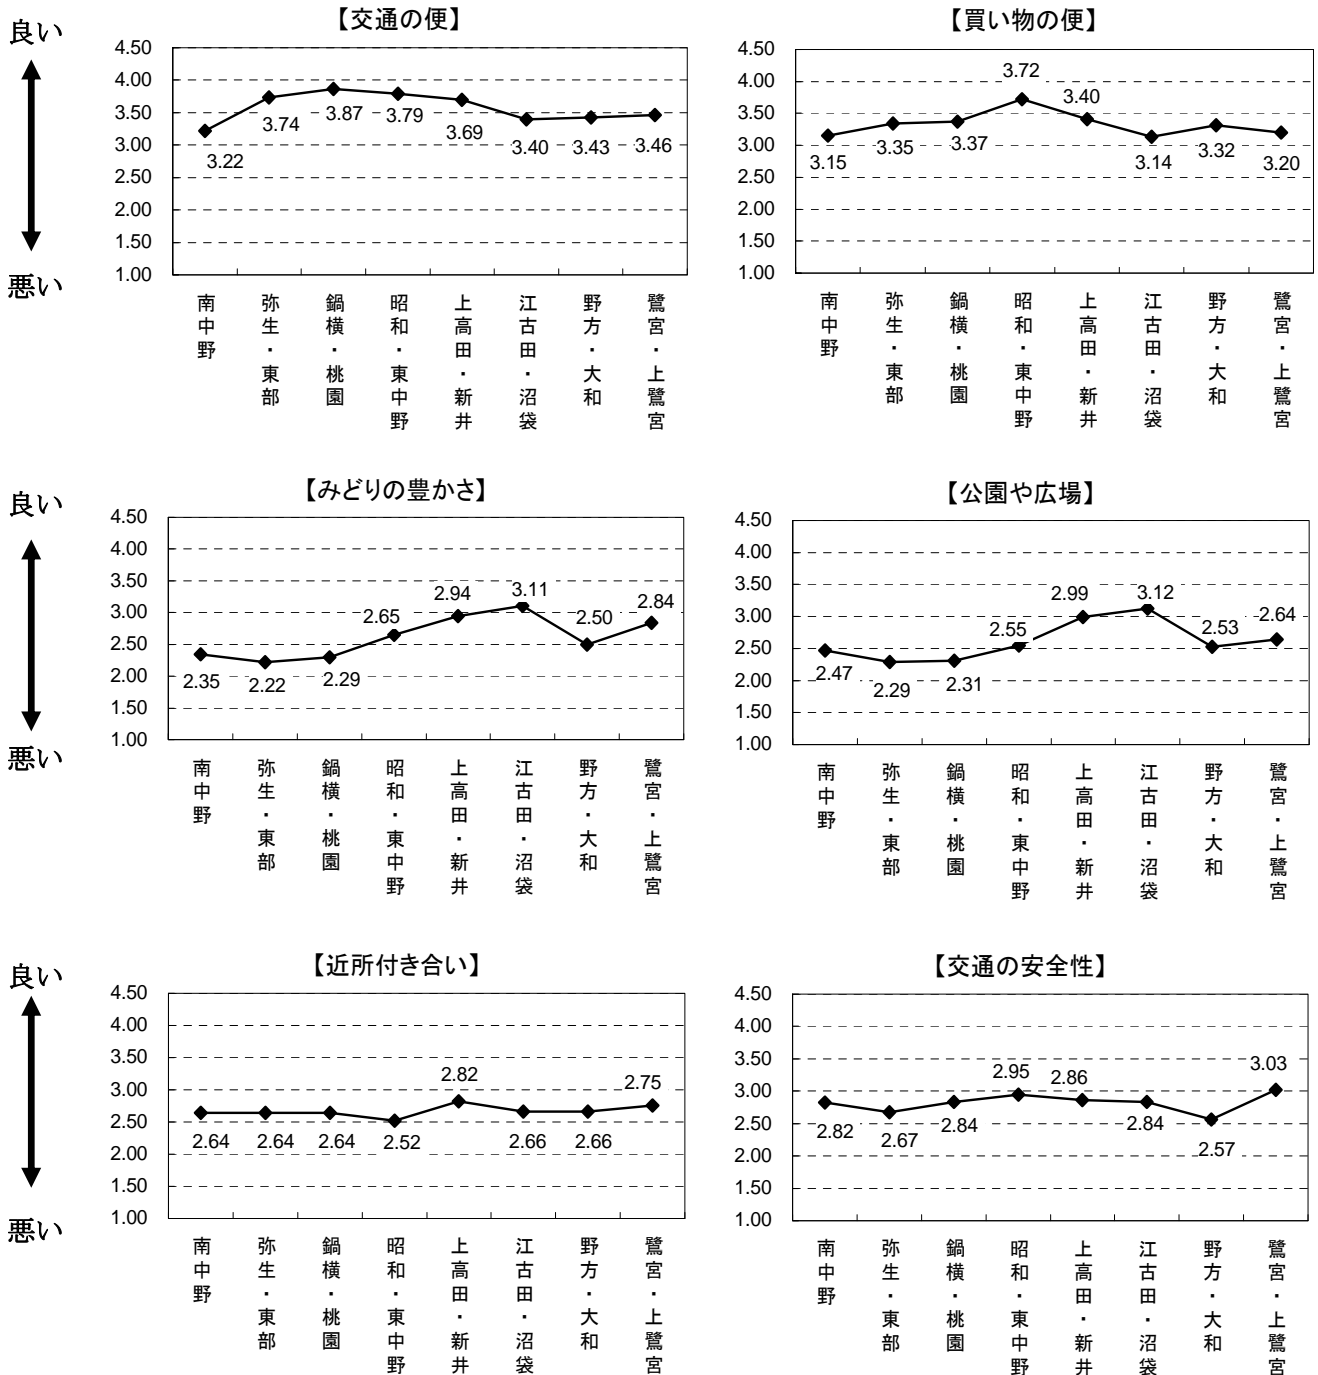 【交通の便】
良い
悪い
4.50
4.00
3.50
3.00
2.50
2.00
1.50
1.00
3.22
3.74
3.87
3.79
3.69
3.40
3.43
3.46
南中野
弥生・東部
鍋横・桃園
昭和・東中野
上高田・新井
江古田・沼袋
野方・大和
鷺宮・上鷺宮
【買い物の便】
4.50
4.00
3.50
3.00
2.50
2.00
1.50
1.00
3.15
3.35
3.37
3.72
3.40
3.14
3.32
3.20
南中野
弥生・東部
鍋横・桃園
昭和・東中野
上高田・新井
江古田・沼袋
野方・大和
鷺宮・上鷺宮
【みどりの豊かさ】
良い
悪い
4.50
4.00
3.50
3.00
2.50
2.00
1.50
1.00
2.35
2.22
2.29
2.65
2.94
3.11
2.50
2.84
南中野
弥生・東部
鍋横・桃園
昭和・東中野
上高田・新井
江古田・沼袋
野方・大和
鷺宮・上鷺宮
【公園や広場】
4.50
4.00
3.50
3.00
2.50
2.00
1.50
1.00
2.47
2.29
2.31
2.55
2.99
3.12
2.53
2.64
南中野
弥生・東部
鍋横・桃園
昭和・東中野
上高田・新井
江古田・沼袋
野方・大和
鷺宮・上鷺宮
【近所付き合い】
良い
悪い
4.50
4.00
3.50
3.00
2.50
2.00
1.50
1.00
2.64
2.64
2.64
2.52
2.82
2.66
2.66
2.75
南中野
弥生・東部
鍋横・桃園
昭和・東中野
上高田・新井
江古田・沼袋
野方・大和
鷺宮・上鷺宮
【交通の安全性】
4.50
4.00
3.50
3.00
2.50
2.00
1.50
1.00
2.82
2.67
2.84
2.95
2.86
2.84
2.57
3.03
南中野
弥生・東部
鍋横・桃園
昭和・東中野
上高田・新井
江古田・沼袋
野方・大和
鷺宮・上鷺宮